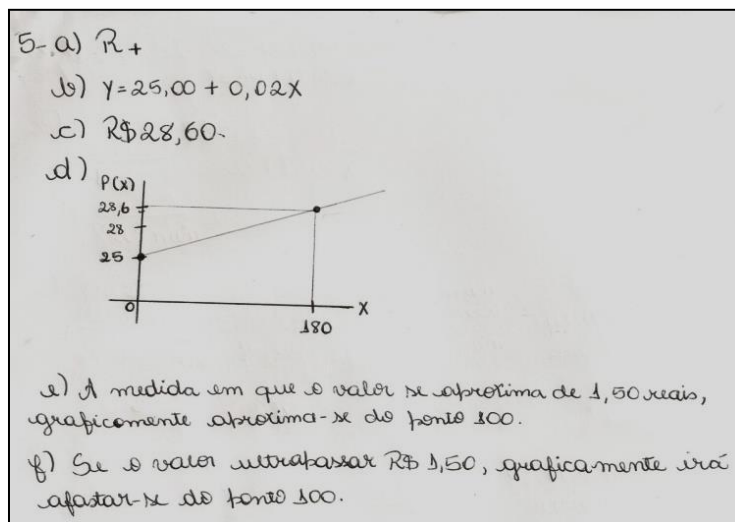 5- a) R+
b) Y=25,00 + 0,02X
c) R$28,60-
d)
P(X)
28,6
28
25
0
X
180
e) A medida em que o valor se aproxima de 1,50 reais,
graficomente aproxima-se do ponto 100.
f) Se o valor ultrapassar R$ 1,50, graficamente irá
afastar-se do ponto 100.